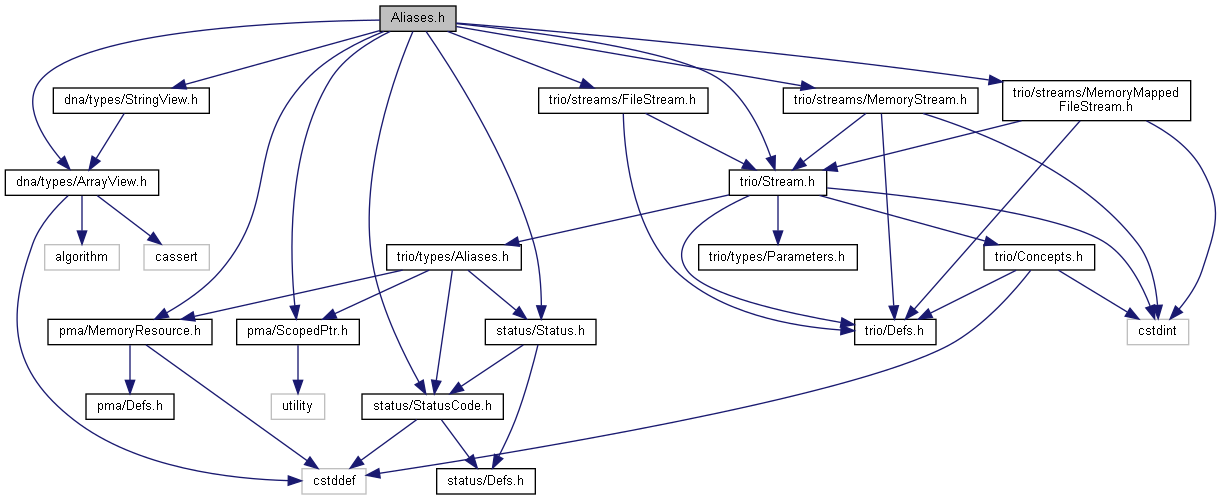 Aliases.h
dna/types/StringView.h
trio/streams/FileStream.h
trio/streams/MemoryStream.h
trio/streams/MemoryMapped
FileStream.h
dna/types/ArrayView.h
trio/Stream.h
algorithm
cassert
trio/types/Aliases.h
trio/types/Parameters.h
trio/Concepts.h
pma/MemoryResource.h
pma/ScopedPtr.h
status/Status.h
trio/Defs.h
cstdint
pma/Defs.h
utility
status/StatusCode.h
cstddef
status/Defs.h